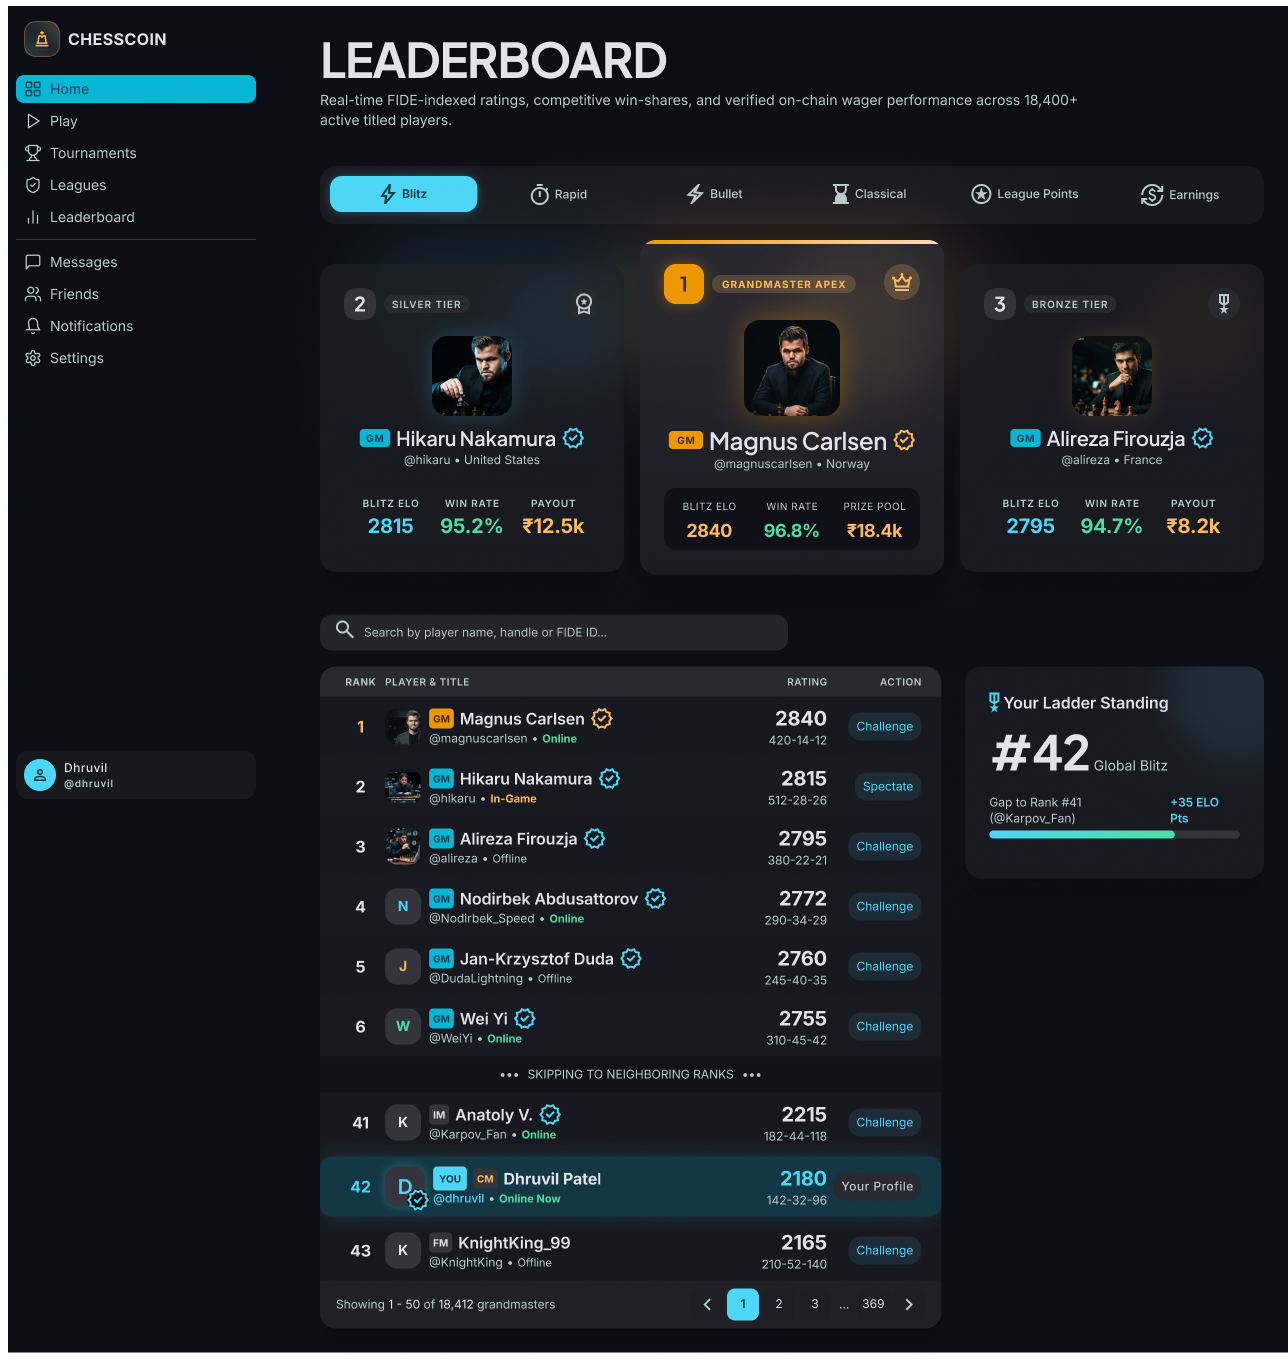 CHESSCOIN
Home
Play
Tournaments
Leagues
Leaderboard
Messages
Friends
Notifications
Settings
Dhruvil
@dhruvil
LEADERBOARD
Real-time FIDE-indexed ratings, competitive win-shares, and verified on-chain wager performance across 18,400+
active titled players.
Blitz
Rapid
Bullet
Classical
League Points
Earnings
2 SILVER TIER
GM Hikaru Nakamura
@hikaru • United States
BLITZ ELO WIN RATE PAYOUT
2815 95.2% ₹12.5k
1 GRANDMASTER APEX
GM Magnus Carlsen
@magnuscarlsen • Norway
BLITZ ELO WIN RATE PRIZE POOL
2840 96.8% ₹18.4k
3 BRONZE TIER
GM Alireza Firouzja
@alireza • France
BLITZ ELO WIN RATE PAYOUT
2795 94.7% ₹8.2k
Search by player name, handle or FIDE ID...
RANK PLAYER & TITLE RATING ACTION
1 GM Magnus Carlsen 2840 Challenge
@magnuscarlsen • Online 420-14-12
2 GM Hikaru Nakamura 2815 Spectate
@hikaru • In-Game 512-28-26
3 GM Alireza Firouzja 2795 Challenge
@alireza • Offline 380-22-21
4 N GM Nodirbek Abdusattorov 2772 Challenge
@Nodirbek_Speed • Online 290-34-29
5 J GM Jan-Krzysztof Duda 2760 Challenge
@DudaLightning • Offline 245-40-35
6 W GM Wei Yi 2755 Challenge
@WeiYi • Online 310-45-42
••• SKIPPING TO NEIGHBORING RANKS •••
41 K IM Anatoly V. 2215 Challenge
@Karpov_Fan • Online 182-44-118
42 D YOU CM Dhruvil Patel 2180 Your Profile
@dhruvil • Online Now 142-32-96
43 K FM KnightKing_99 2165 Challenge
@KnightKing • Offline 210-52-140
Showing 1 - 50 of 18,412 grandmasters
1 2 3 ... 369
Your Ladder Standing
#42 Global Blitz
Gap to Rank #41 +35 ELO
(@Karpov_Fan) Pts